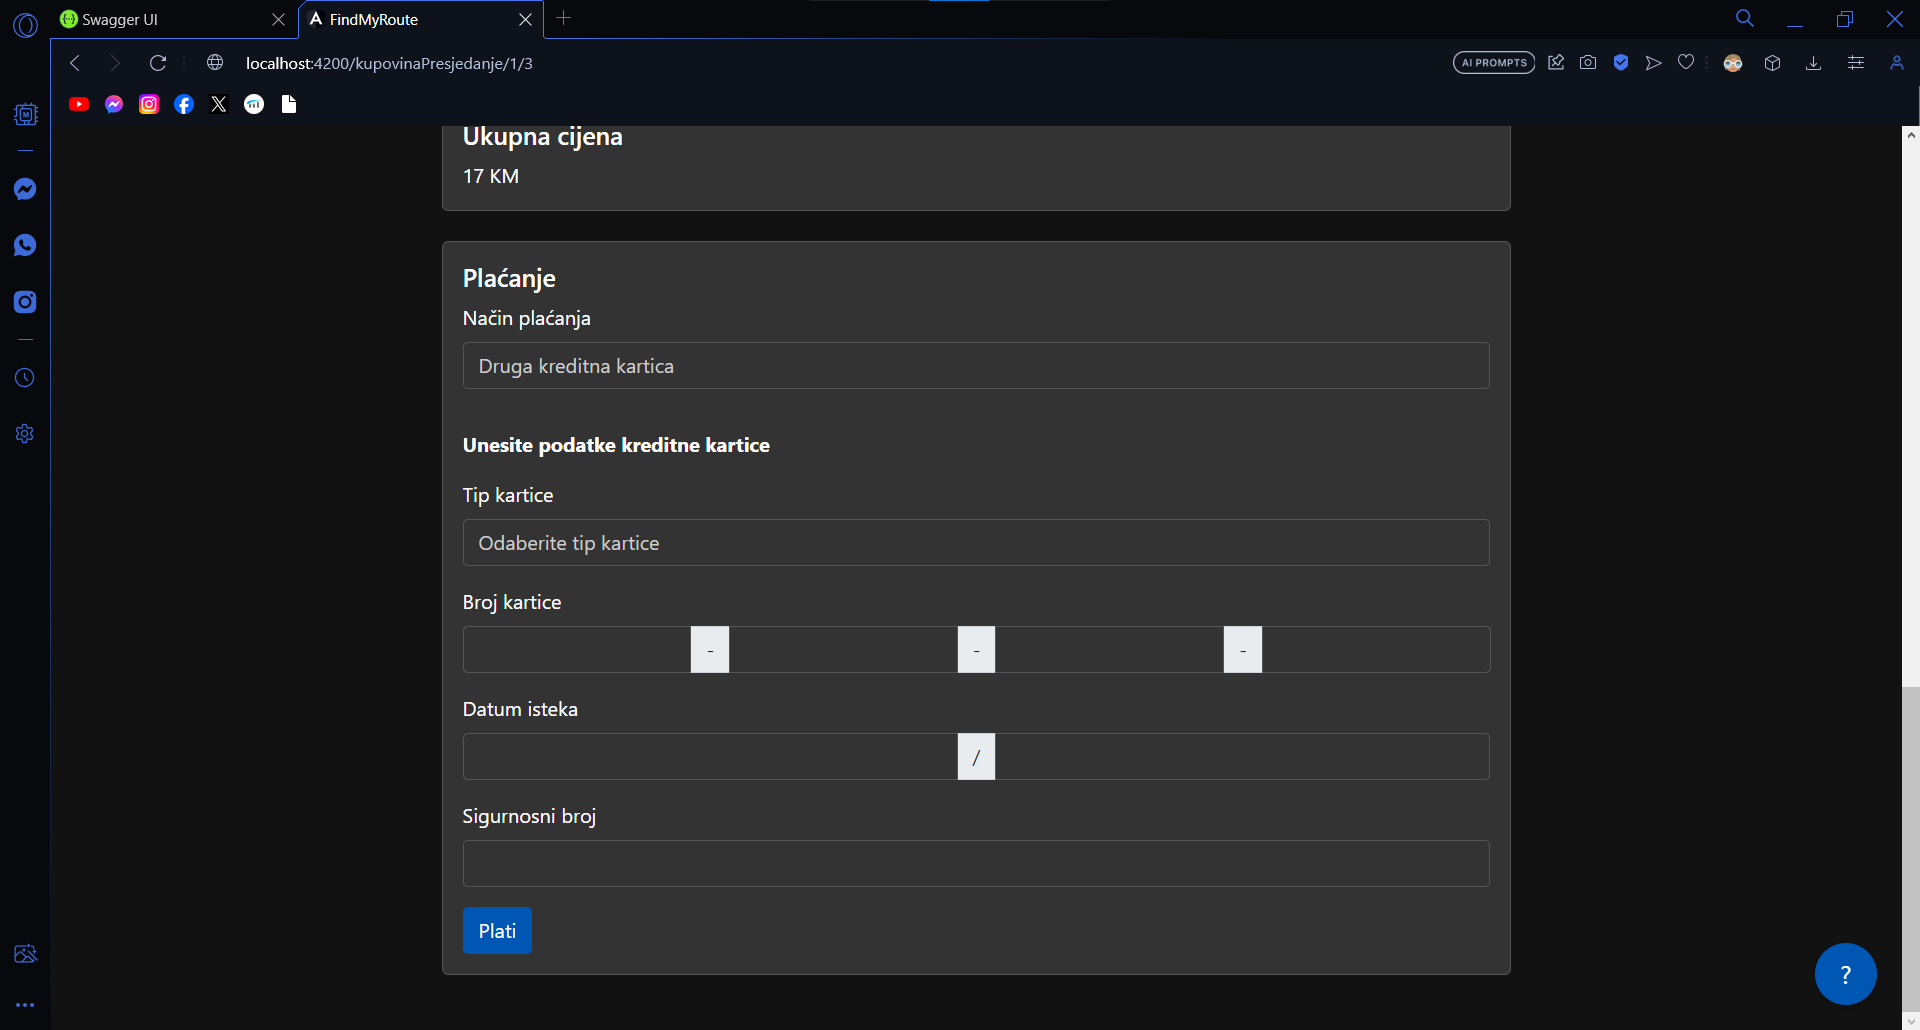 Swagger UI
FindMyRoute
localhost:4200/kupovinaPresjedanje/1/3
AI PROMPTS
Ukupna cijena
17 KM
Plaćanje
Način plaćanja
Druga kreditna kartica
Unesite podatke kreditne kartice
Tip kartice
Odaberite tip kartice
Broj kartice
- - -
Datum isteka
/
Sigurnosni broj
Plati
?